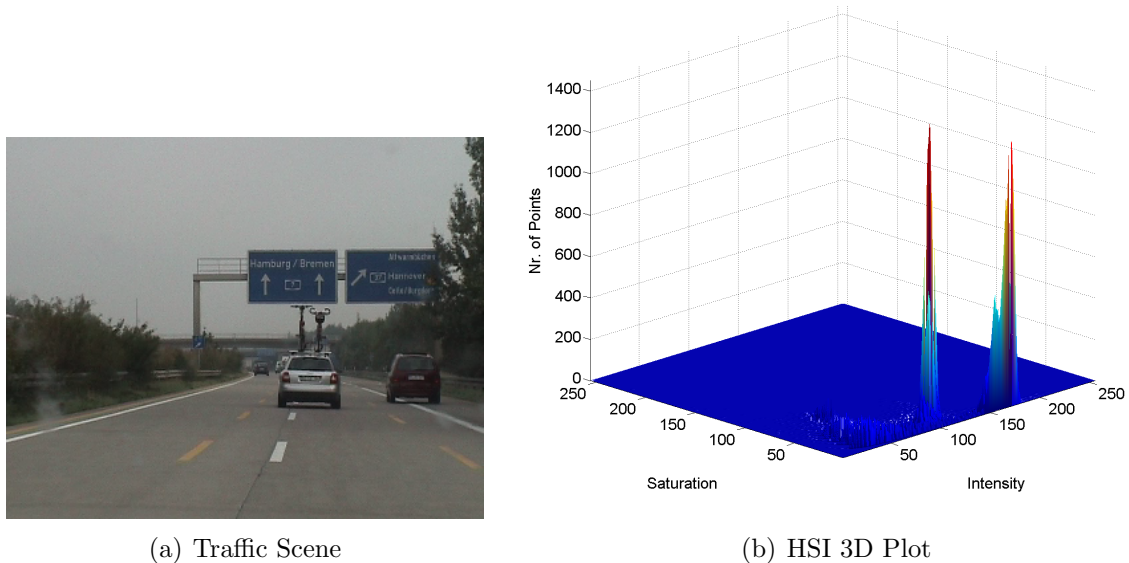 Hamburg / Bremen
Hannover
(a) Traffic Scene
1400
1200
1000
800
600
400
200
0
Nr. of Points
250
200
150
100
50
Saturation
50
100
150
200
250
Intensity
(b) HSI 3D Plot